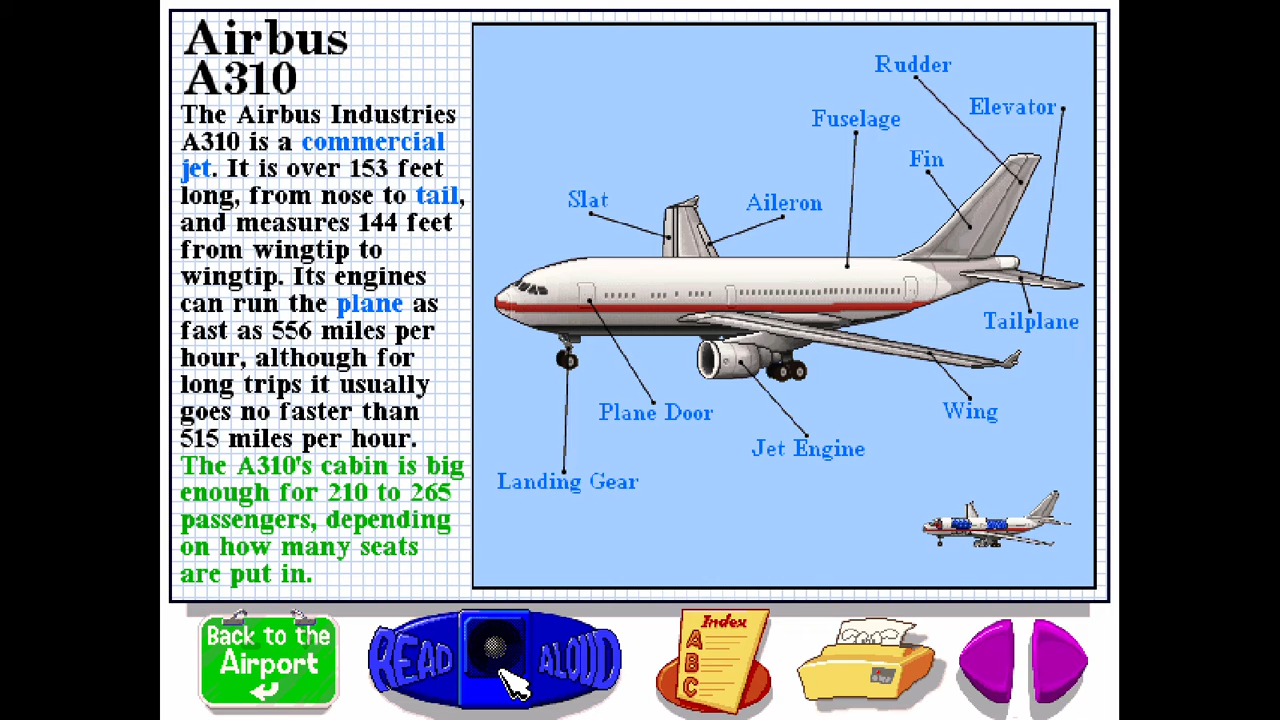 Airbus
A310
The Airbus Industries
A310 is a commercial
jet. It is over 153 feet
long, from nose to tail,
and measures 144 feet
from wingtip to
wingtip. Its engines
can run the plane as
fast as 556 miles per
hour, although for
long trips it usually
goes no faster than
515 miles per hour.
The A310's cabin is big
enough for 210 to 265
passengers, depending
on how many seats
are put in.
Rudder
Elevator
Fuselage
Fin
Slat
Aileron
Tailplane
Plane Door
Wing
Jet Engine
Landing Gear
Back to the
Airport
READ ALOUD
Index
A
B
C